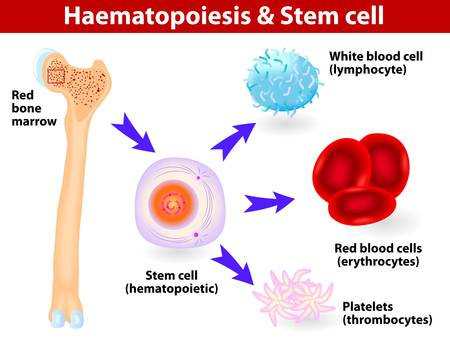 Haematopoiesis & Stem cell
White blood cell
(lymphocyte)
Red
bone
marrow
Stem cell
(hematopoietic)
Red blood cells
(erythrocytes)
Platelets
(thrombocytes)